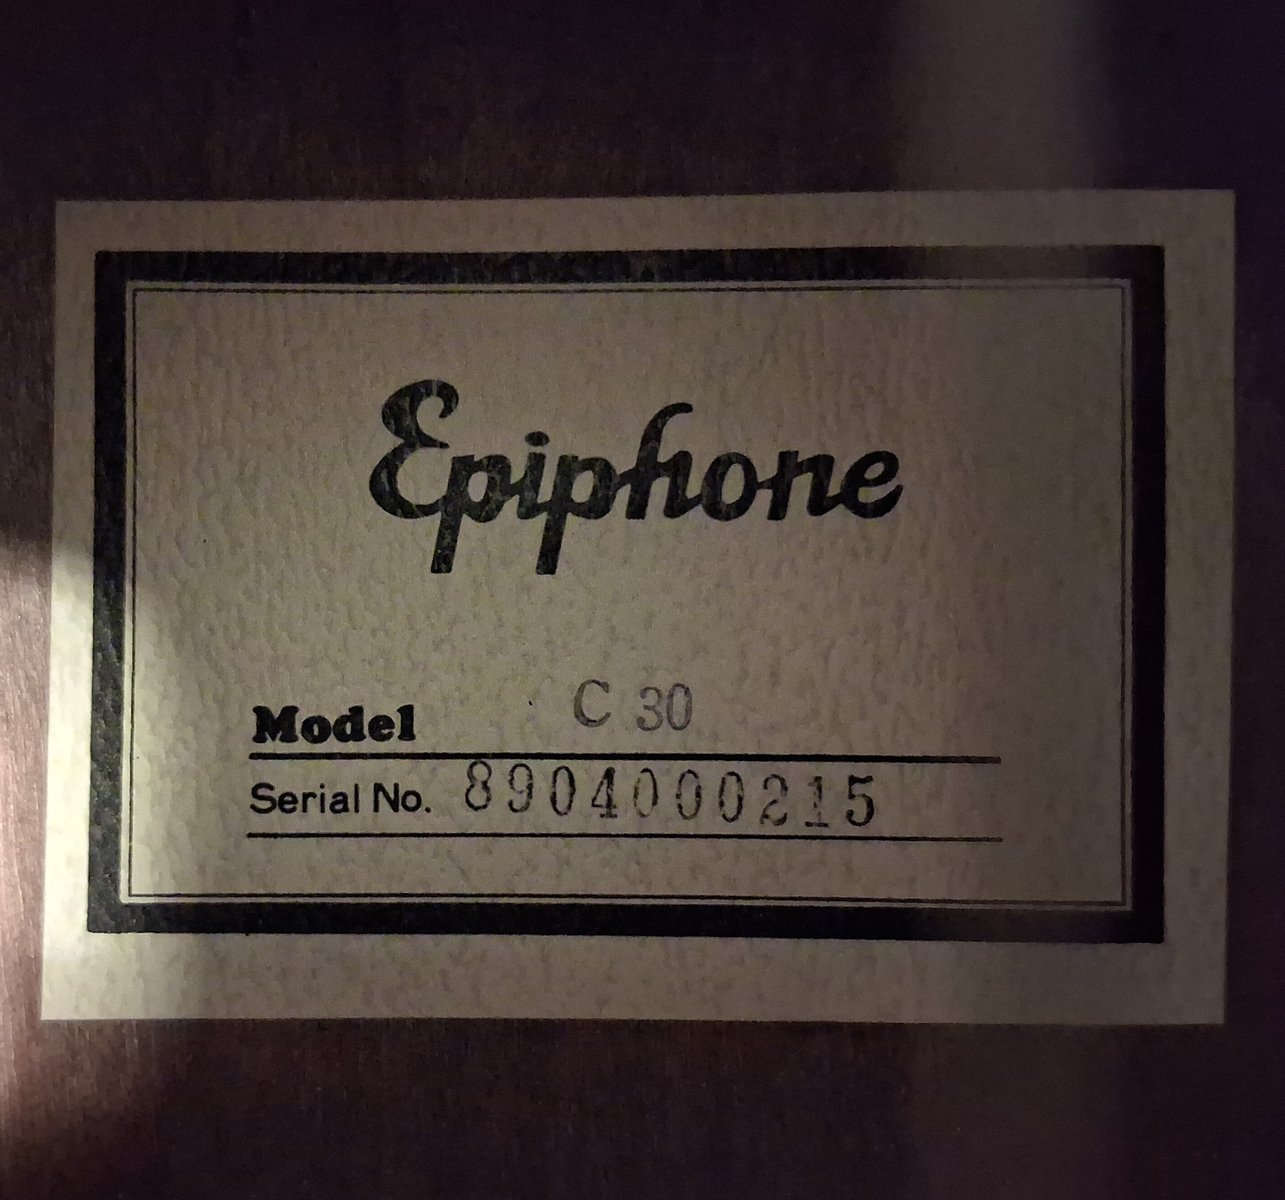 Epiphone
Model C 30
Serial No. 8904000215